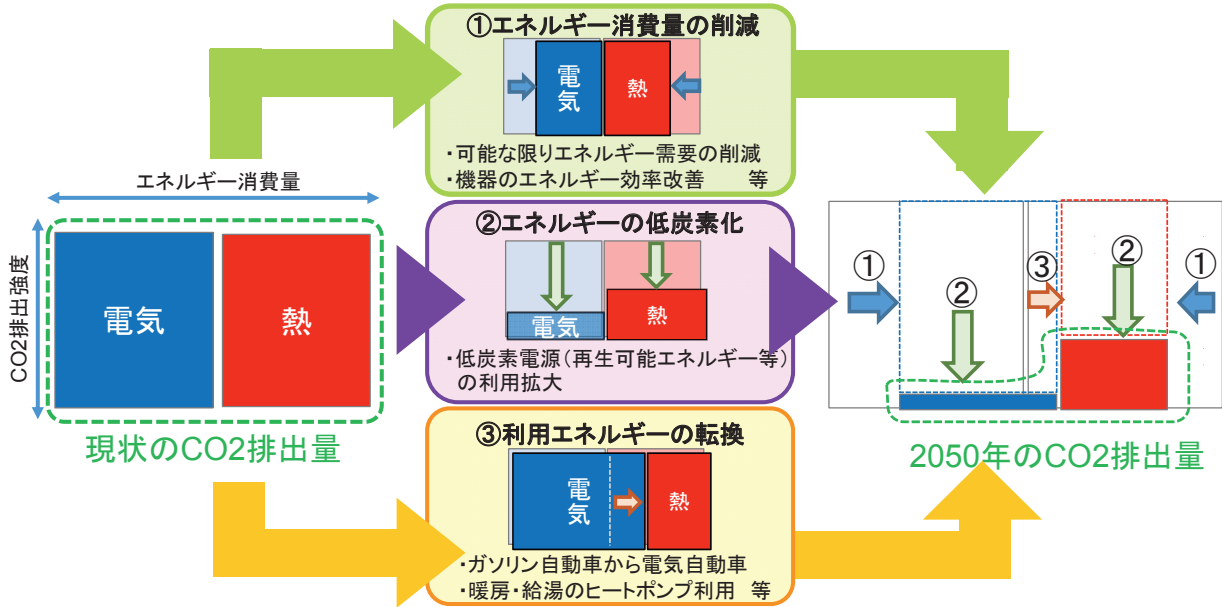 エネルギー消費量
CO2排出強度
電気
熱
現状のCO2排出量
①エネルギー消費量の削減
電気
熱
・可能な限りエネルギー需要の削減
・機器のエネルギー効率改善 等
②エネルギーの低炭素化
電気
熱
・低炭素電源（再生可能エネルギー等）
の利用拡大
③利用エネルギーの転換
電気
熱
・ガソリン自動車から電気自動車
・暖房・給湯のヒートポンプ利用 等
①
②
③
②
①
2050年のCO2排出量